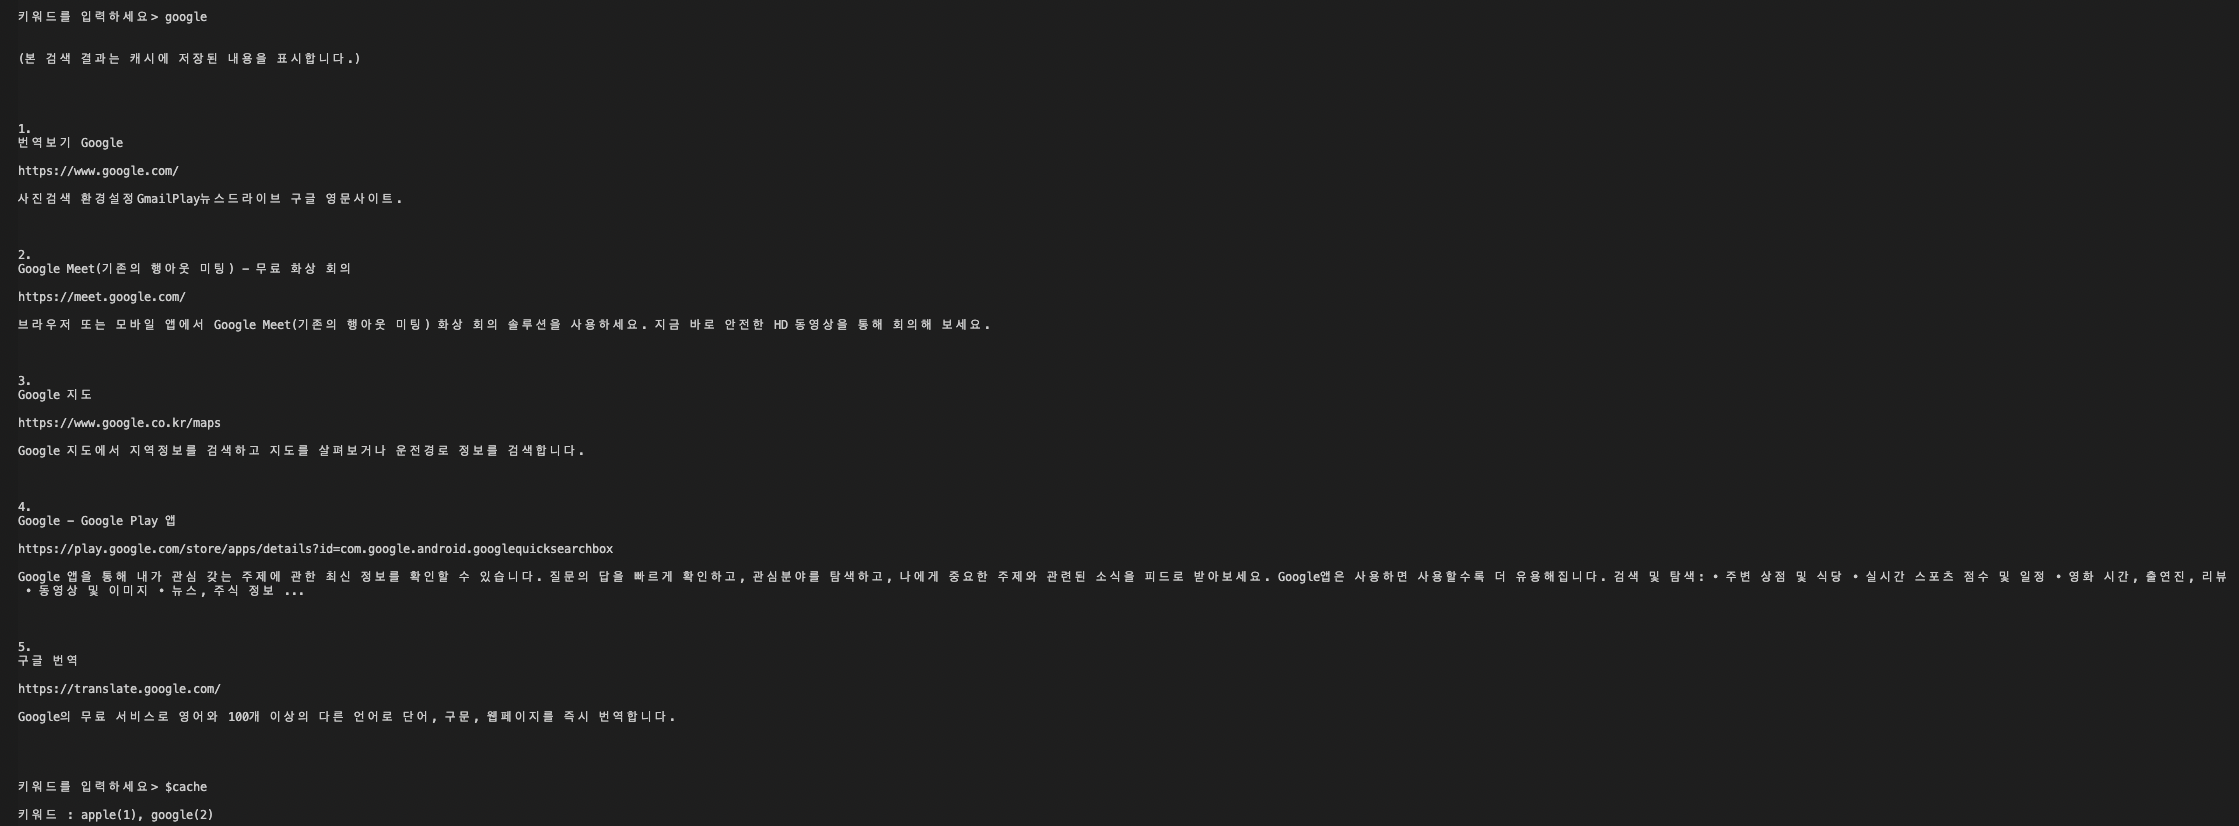 키워드를 입력하세요> google
(본 검색 결과는 캐시에 저장된 내용을 표시합니다.)
1.
번역보기 Google
https://www.google.com/
사진검색 환경설정GmailPlay뉴스드라이브 구글 영문사이트.
2.
Google Meet(기존의 행아웃 미팅) – 무료 화상 회의
https://meet.google.com/
브라우저 또는 모바일 앱에서 Google Meet(기존의 행아웃 미팅) 화상 회의 솔루션을 사용하세요. 지금 바로 안전한 HD 동영상을 통해 회의해 보세요.
3.
Google 지도
https://www.google.co.kr/maps
Google 지도에서 지역정보를 검색하고 지도를 살펴보거나 운전경로 정보를 검색합니다.
4.
Google – Google Play 앱
https://play.google.com/store/apps/details?id=com.google.android.googlequicksearchbox
Google 앱을 통해 내가 관심 갖는 주제에 관한 최신 정보를 확인할 수 있습니다. 질문의 답을 빠르게 확인하고, 관심분야를 탐색하고, 나에게 중요한 주제와 관련된 소식을 피드로 받아보세요. Google앱은 사용하면 사용할수록 더 유용해집니다. 검색 및 탐색: • 주변 상점 및 식당 • 실시간 스포츠 점수 및 일정 • 영화 시간, 출연진, 리뷰
• 동영상 및 이미지 • 뉴스, 주식 정보 ...
5.
구글 번역
https://translate.google.com/
Google의 무료 서비스로 영어와 100개 이상의 다른 언어로 단어, 구문, 웹페이지를 즉시 번역합니다.
키워드를 입력하세요> $cache
키워드 : apple(1), google(2)